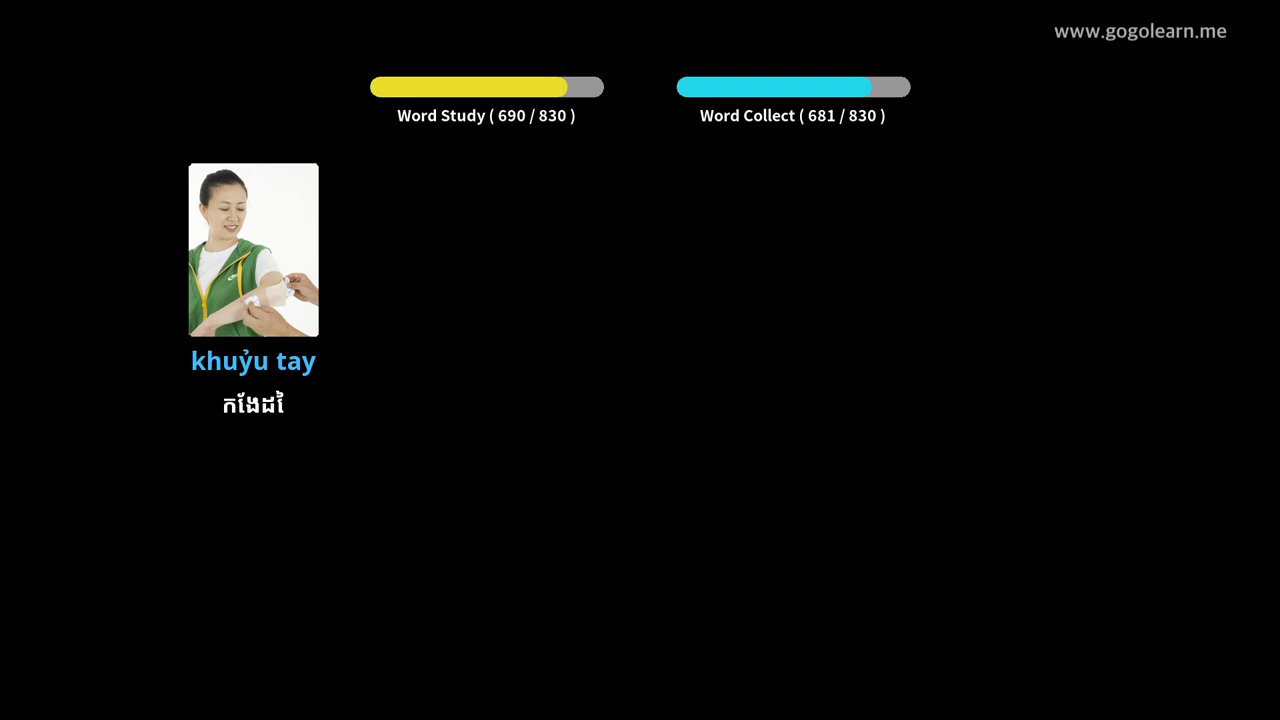 www.gogolearn.me
Word Study ( 690 / 830 )
Word Collect ( 681 / 830 )
khuỷu tay
កែងដៃ